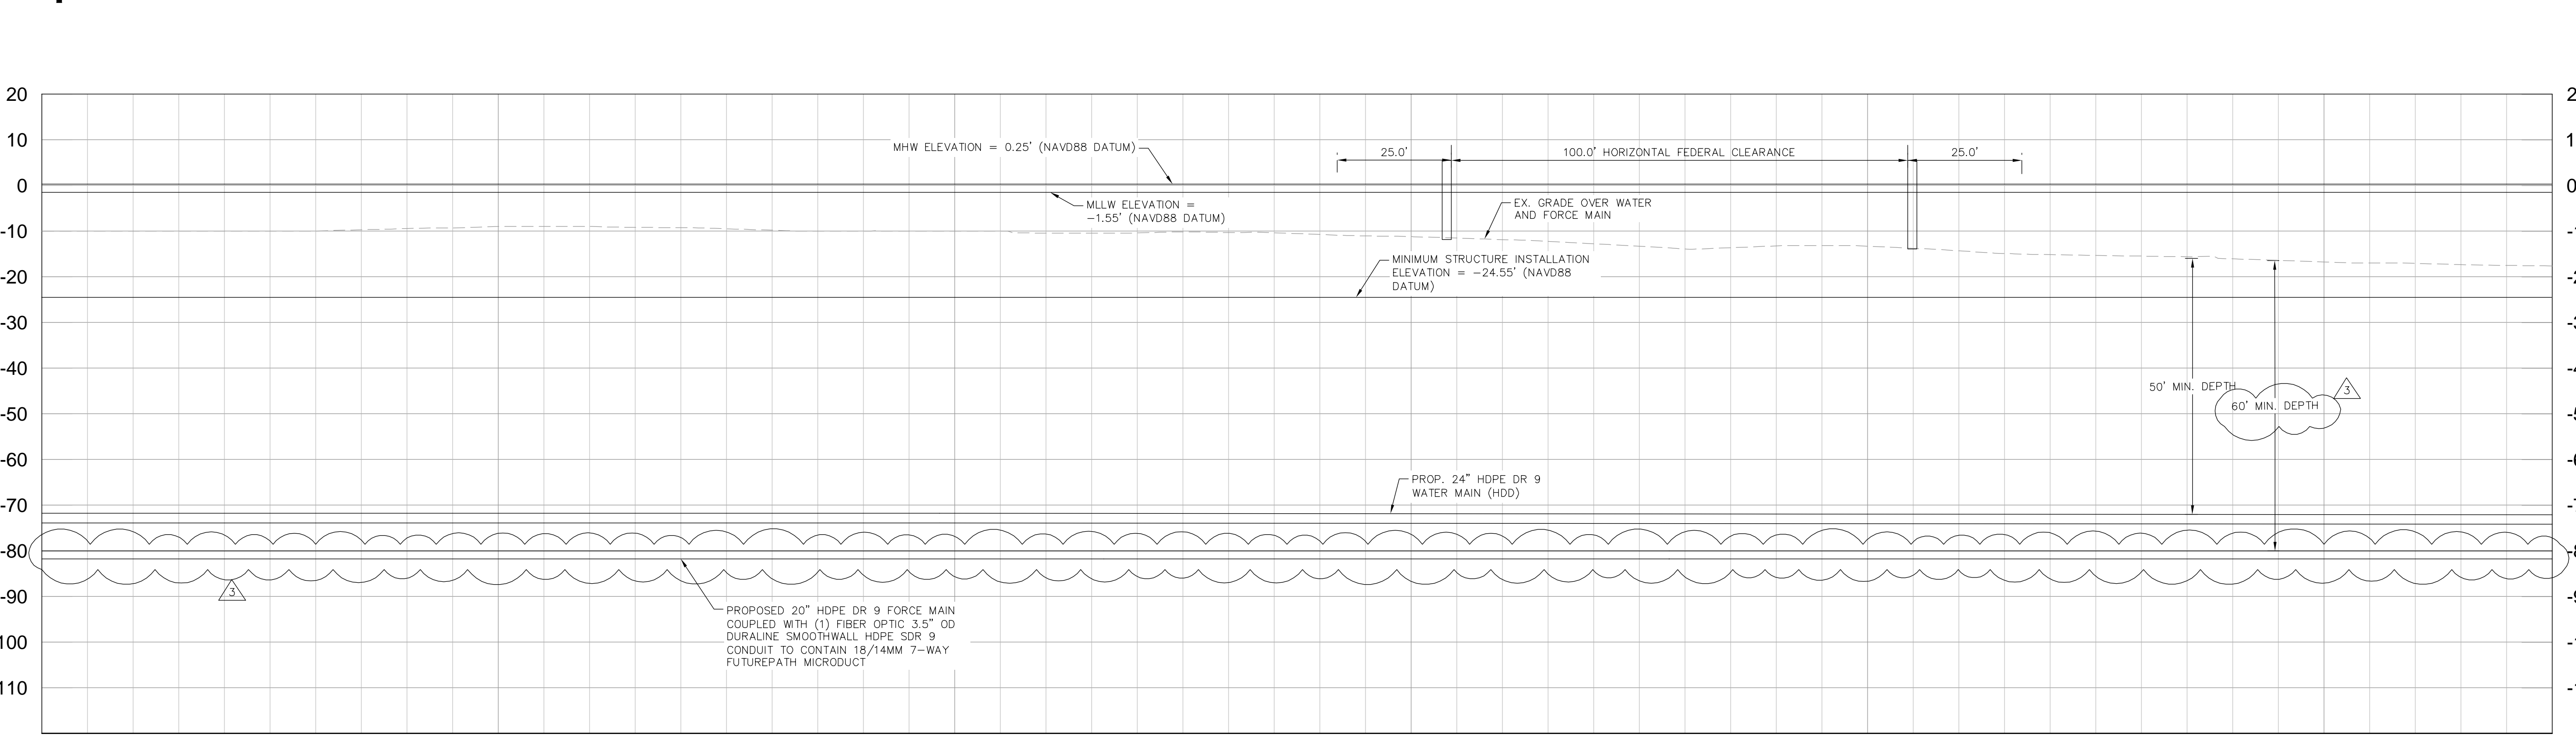 20
10
0
-10
-20
-30
-40
-50
-60
-70
-80
-90
100
110
MHW ELEVATION = 0.25' (NAVD88 DATUM)
MLLW ELEVATION =
-1.55' (NAVD88 DATUM)
25.0'
100.0' HORIZONTAL FEDERAL CLEARANCE
25.0'
EX. GRADE OVER WATER
AND FORCE MAIN
MINIMUM STRUCTURE INSTALLATION
ELEVATION = -24.55' (NAVD88
DATUM)
50' MIN. DEPTH
60' MIN. DEPTH
3
PROP. 24" HDPE DR 9
WATER MAIN (HDD)
3
PROPOSED 20" HDPE DR 9 FORCE MAIN
COUPLED WITH (1) FIBER OPTIC 3.5" OD
DURALINE SMOOTHWALL HDPE SDR 9
CONDUIT TO CONTAIN 18/14MM 7-WAY
FUTUREPATH MICRODUCT
0